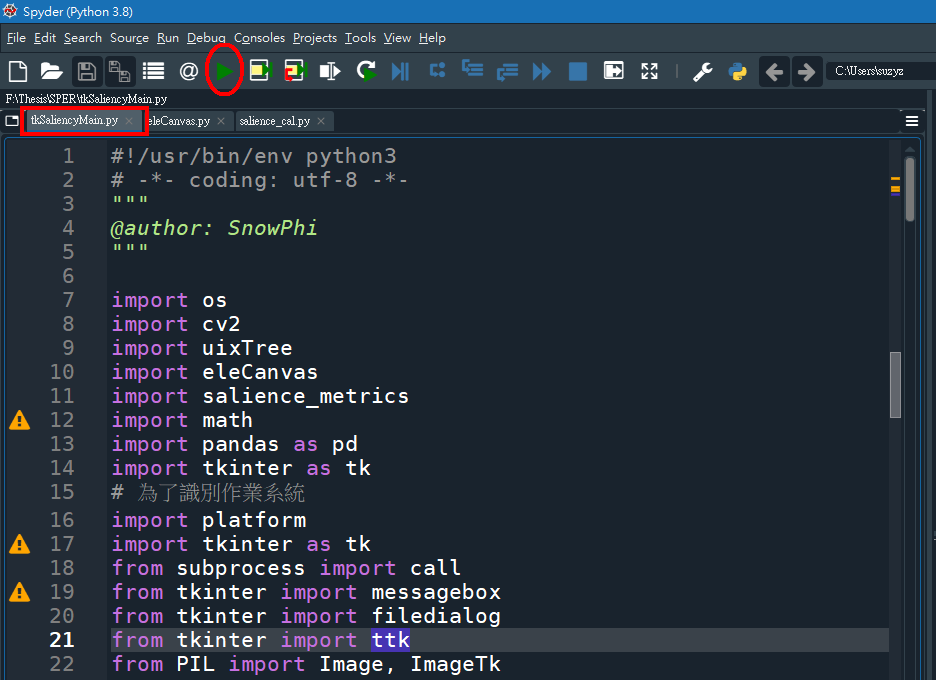 Spyder (Python 3.8)
File Edit Search Source Run Debug Consoles Projects Tools View Help
C:\Users\suzyz
F:\Thesis\SPER\tkSaliencyMain.py
tkSaliencyMain.py eleCanvas.py salience_cal.py
1 #!/usr/bin/env python3
2 # -*- coding: utf-8 -*-
3 """
4 @author: SnowPhi
5 """
6
7 import os
8 import cv2
9 import uixTree
10 import eleCanvas
11 import salience_metrics
12 import math
13 import pandas as pd
14 import tkinter as tk
15 # 為了識別作業系統
16 import platform
17 import tkinter as tk
18 from subprocess import call
19 from tkinter import messagebox
20 from tkinter import filedialog
21 from tkinter import ttk
22 from PIL import Image, ImageTk